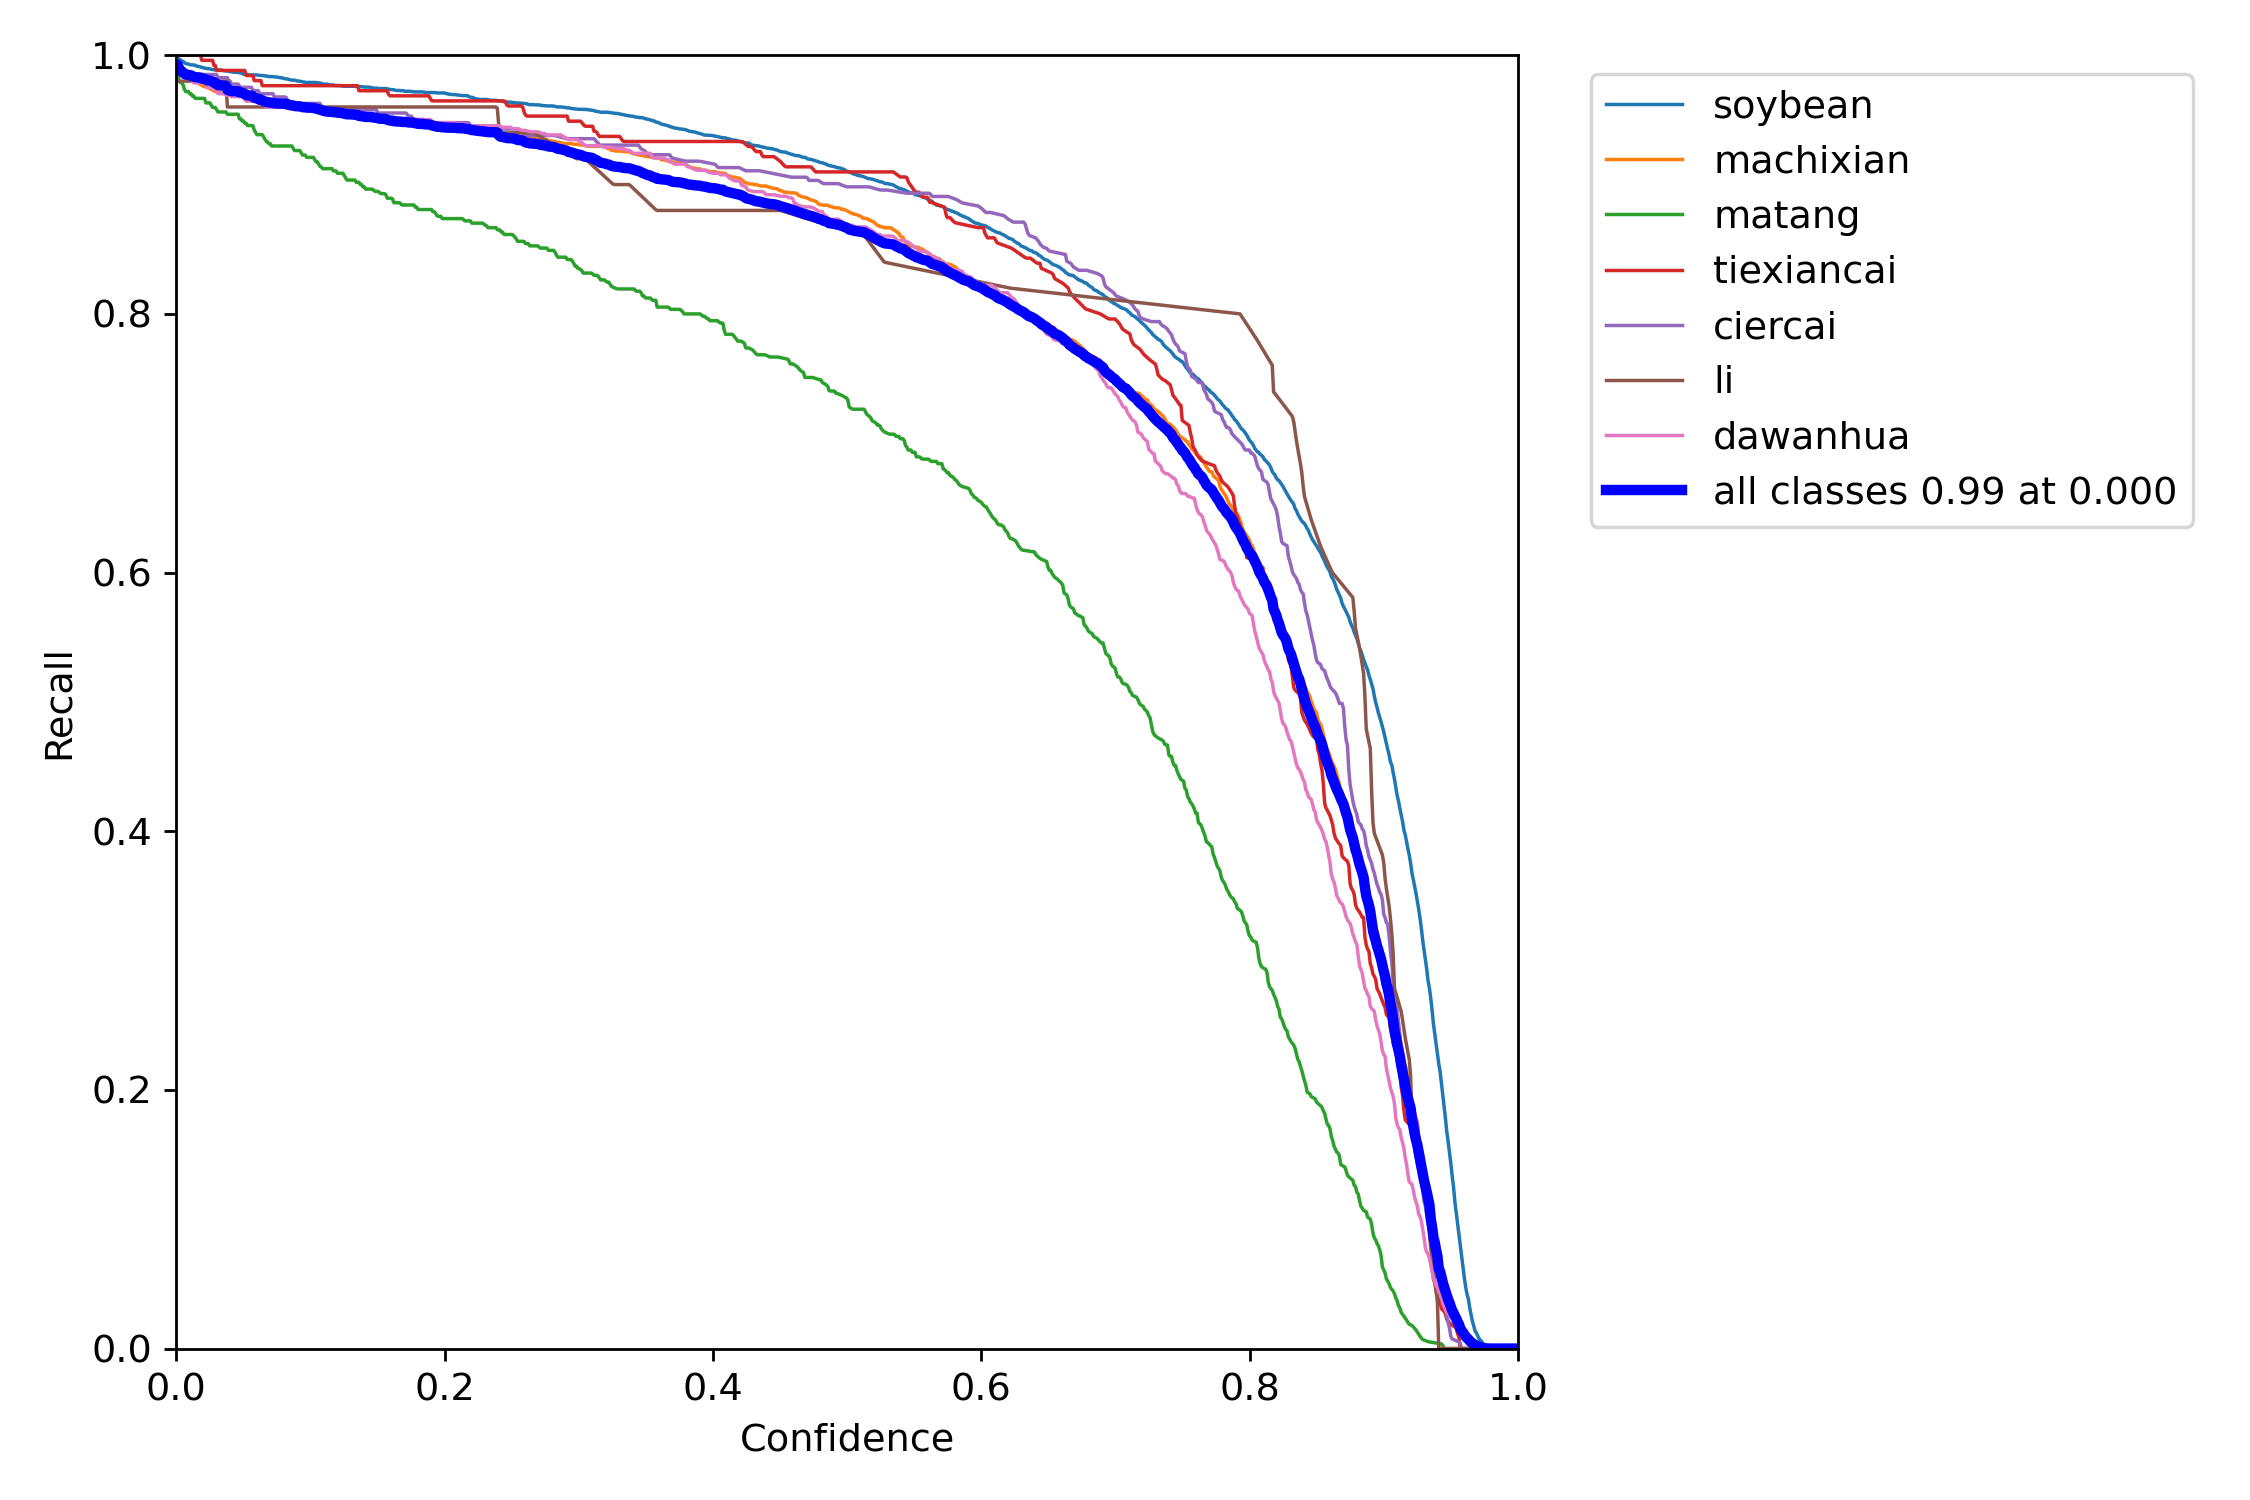 1.0
0.8
0.6
0.4
0.2
0.0
Recall
0.0 0.2 0.4 0.6 0.8 1.0
Confidence
soybean
machixian
matang
tiexiancai
ciercai
li
dawanhua
all classes 0.99 at 0.000